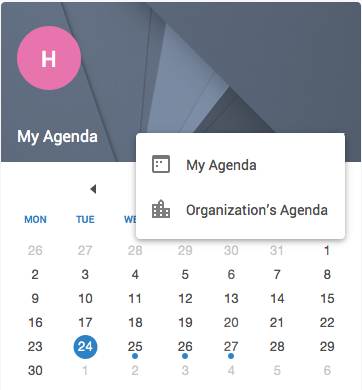 H
My Agenda
My Agenda
Organization's Agenda
MON TUE
26 27 28 29 30 31 1
2 3 4 5 6 7 8
9 10 11 12 13 14 15
16 17 18 19 20 21 22
23 24 25 26 27 28 29
30 1 2 3 4 5 6